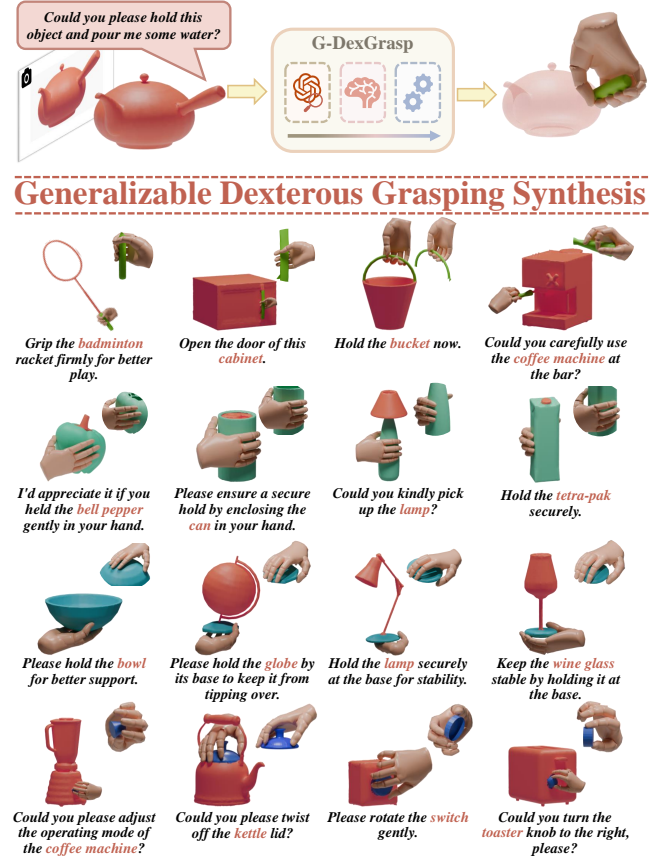 Could you please hold this
object and pour me some water?
G-DexGrasp
Generalizable Dexterous Grasping Synthesis
Grip the badminton
racket firmly for better
play.
Open the door of this
cabinet.
Hold the bucket now.
Could you carefully use
the coffee machine at
the bar?
I'd appreciate it if you
held the bell pepper
gently in your hand.
Please ensure a secure
hold by enclosing the
can in your hand.
Could you kindly pick
up the lamp?
Hold the tetra-pak
securely.
Please hold the bowl
for better support.
Please hold the globe by
its base to keep it from
tipping over.
Hold the lamp securely
at the base for stability.
Keep the wine glass
stable by holding it at
the base.
Could you please adjust
the operating mode of
the coffee machine?
Could you please twist
off the kettle lid?
Please rotate the switch
gently.
Could you turn the
toaster knob to the right,
please?